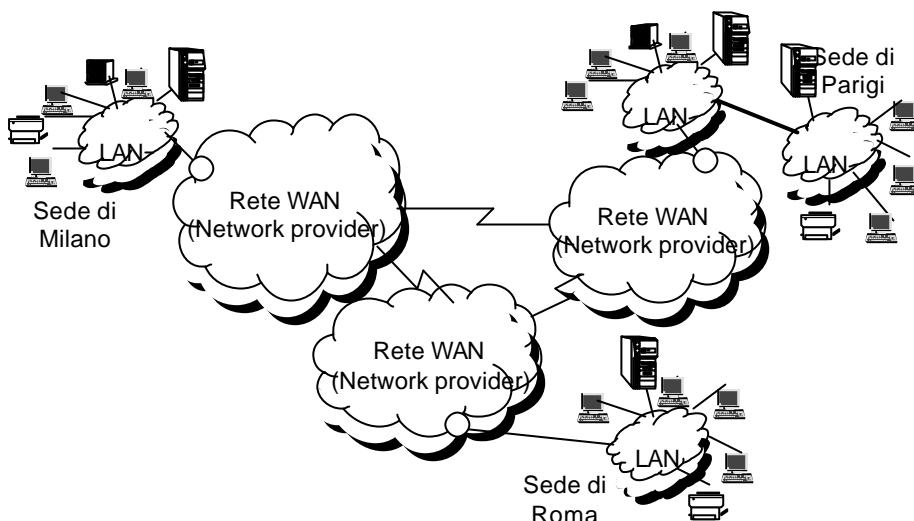 Sede di
Parigi
LAN
LAN
LAN
Sede di
Milano
Rete WAN
(Network provider)
Rete WAN
(Network provider)
Rete WAN
(Network provider)
LAN
Sede di
Roma